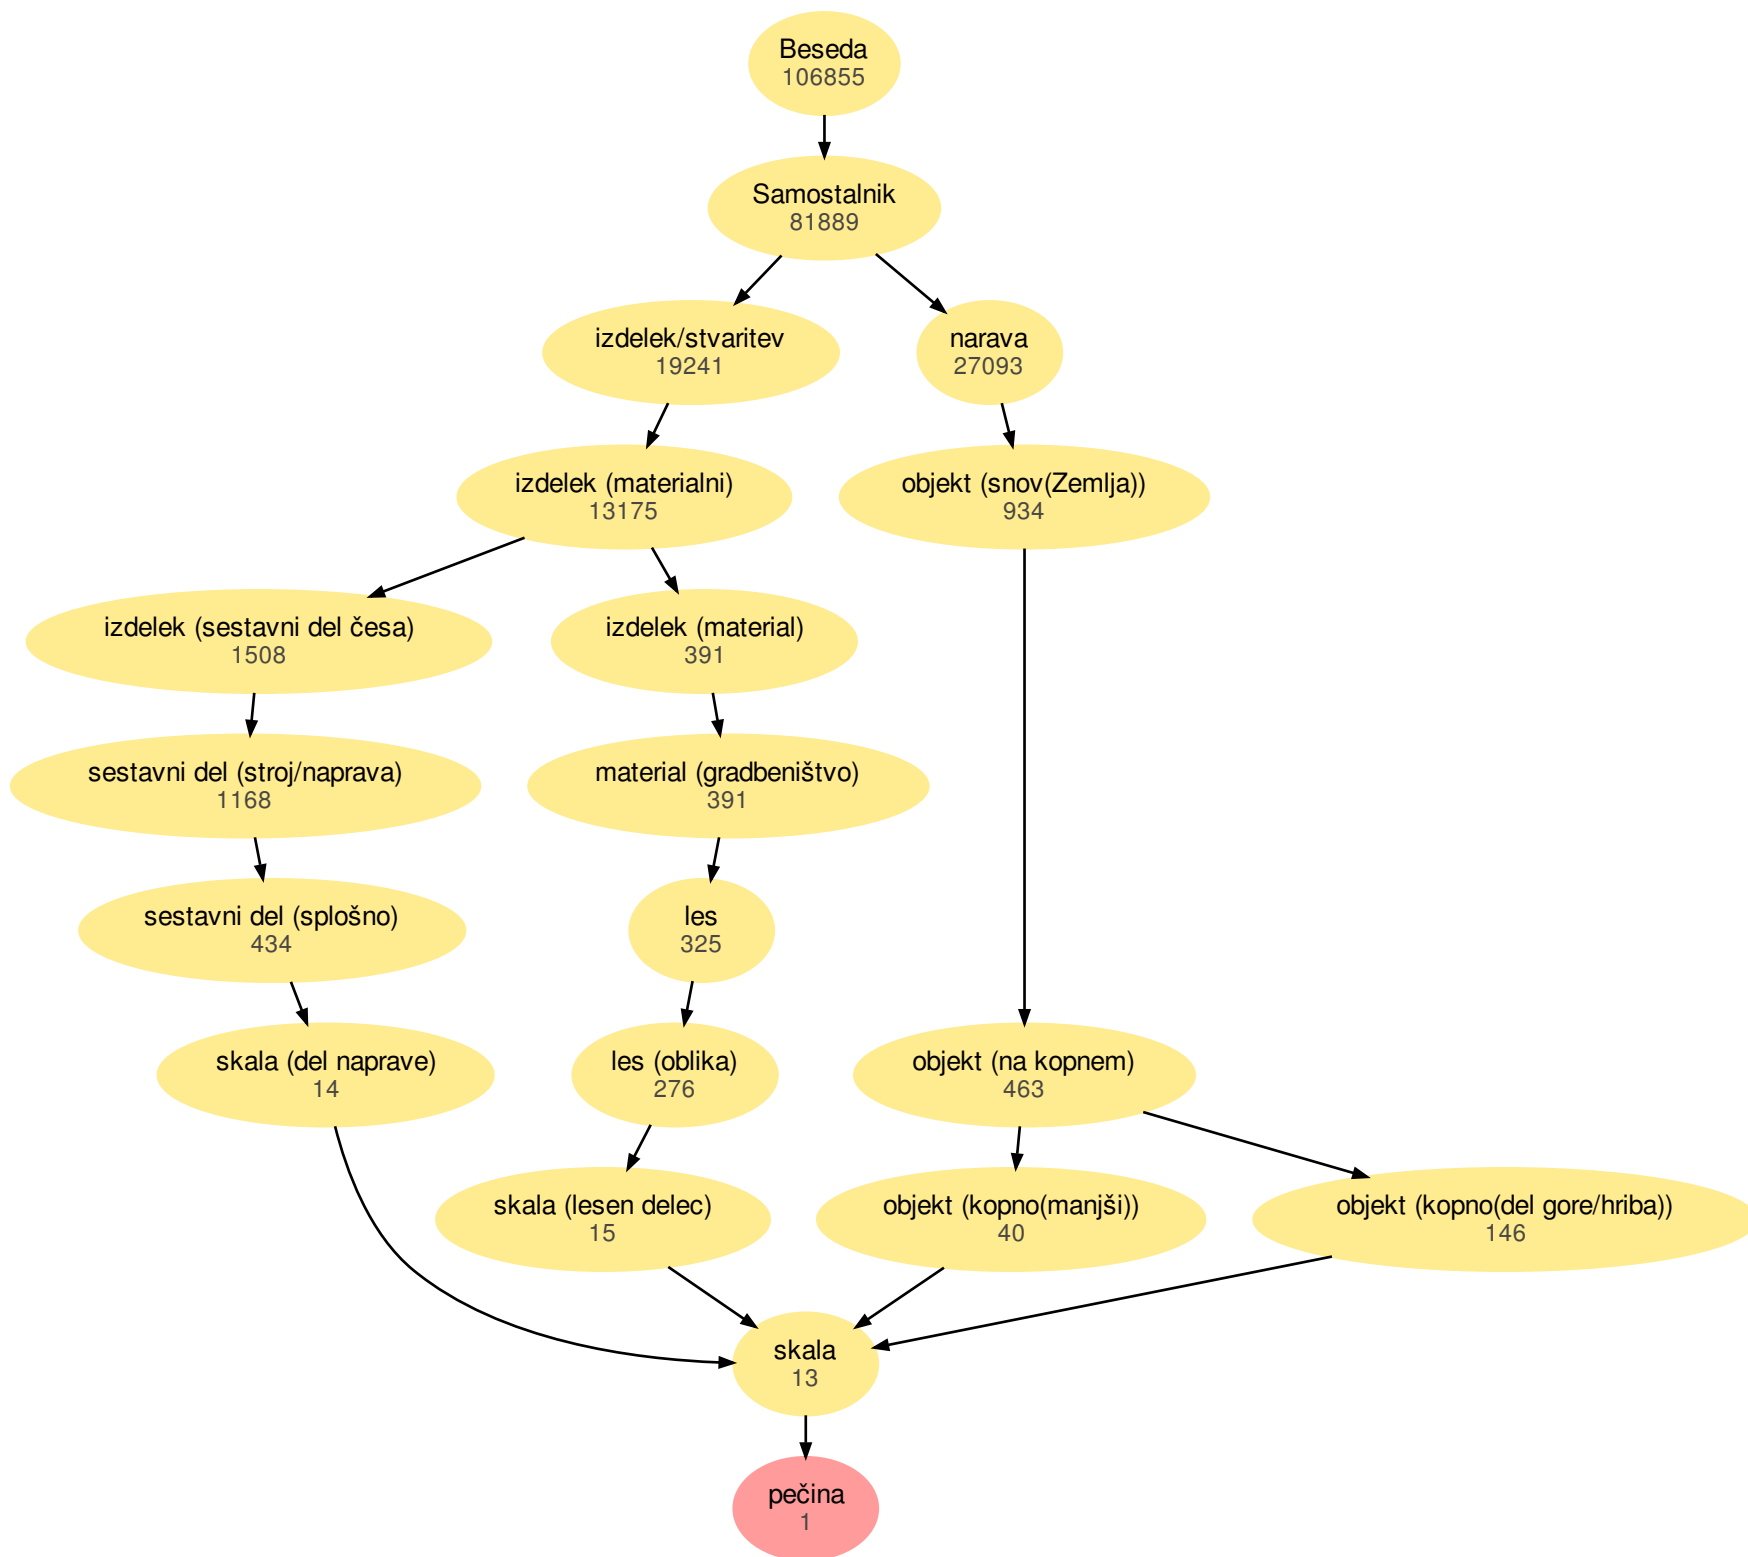 Beseda
106855
Samostalnik
81889
izdelek/stvaritev
19241
narava
27093
izdelek (materialni)
13175
objekt (snov(Zemlja))
934
izdelek (sestavni del česa)
1508
izdelek (material)
391
sestavni del (stroj/naprava)
1168
material (gradbeništvo)
391
sestavni del (splošno)
434
les
325
skala (del naprave)
14
les (oblika)
276
objekt (na kopnem)
463
skala (lesen delec)
15
objekt (kopno(manjši))
40
objekt (kopno(del gore/hriba))
146
skala
13
pečina
1